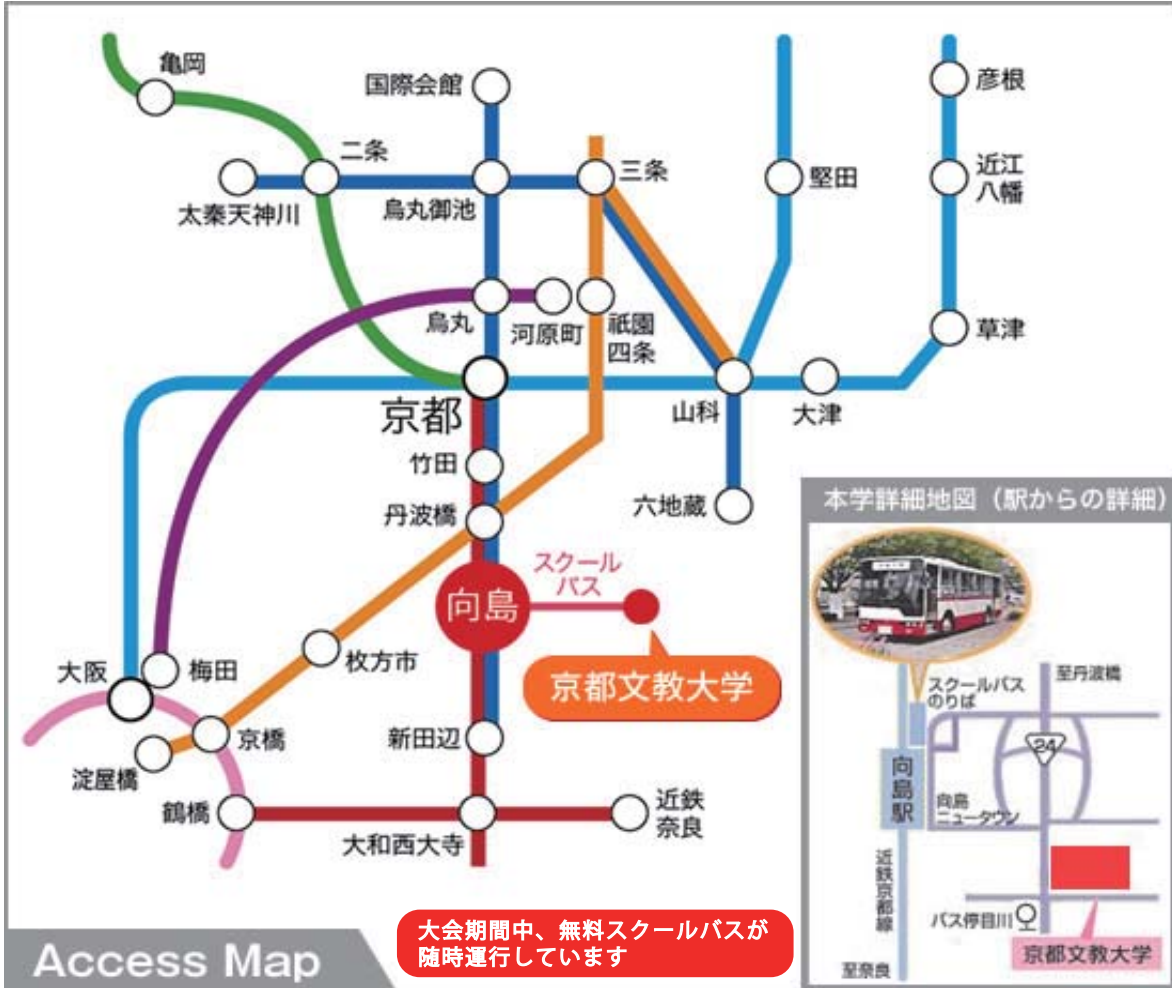 亀岡
国際会館
彦根
二条
三条
堅田
近江
八幡
太秦天神川
烏丸御池
烏丸
河原町
祇園
四条
草津
京都
山科
大津
竹田
六地蔵
丹波橋
向島
スクール
バス
京都文教大学
枚方市
大阪
梅田
新田辺
京橋
淀屋橋
鶴橋
近鉄
奈良
大和西大寺
Access Map
大会期間中、無料スクールバスが
随時運行しています
本学詳細地図（駅からの詳細）
スクールバス
のりば
至丹波橋
24
向島駅
向島
ニュータウン
近鉄京都線
バス停目川
京都文教大学
至奈良